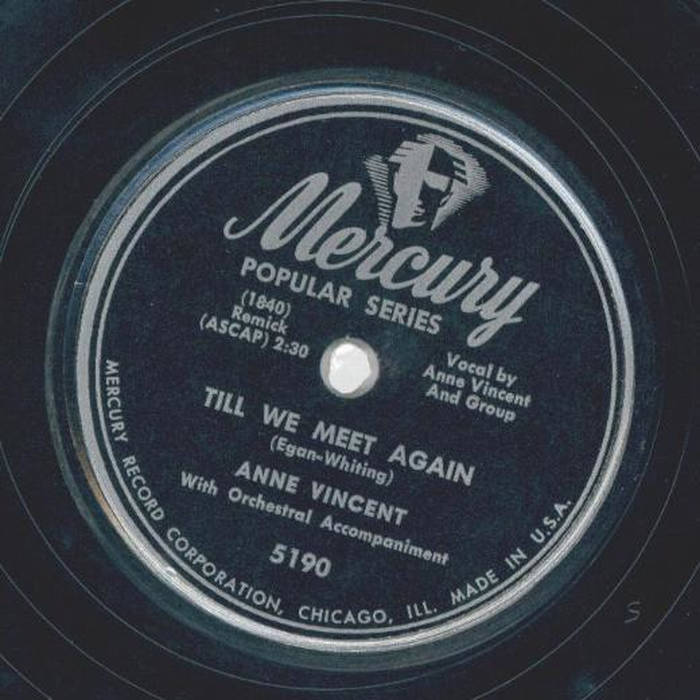 Mercury
POPULAR SERIES
(1840)
Remick
(ASCAP) 2:30
Vocal by
Anne Vincent
And Group
TILL WE MEET AGAIN
(Egan-Whiting)
ANNE VINCENT
With Orchestral Accompaniment
5190
MERCURY RECORD CORPORATION, CHICAGO, ILL. MADE IN U.S.A.
S